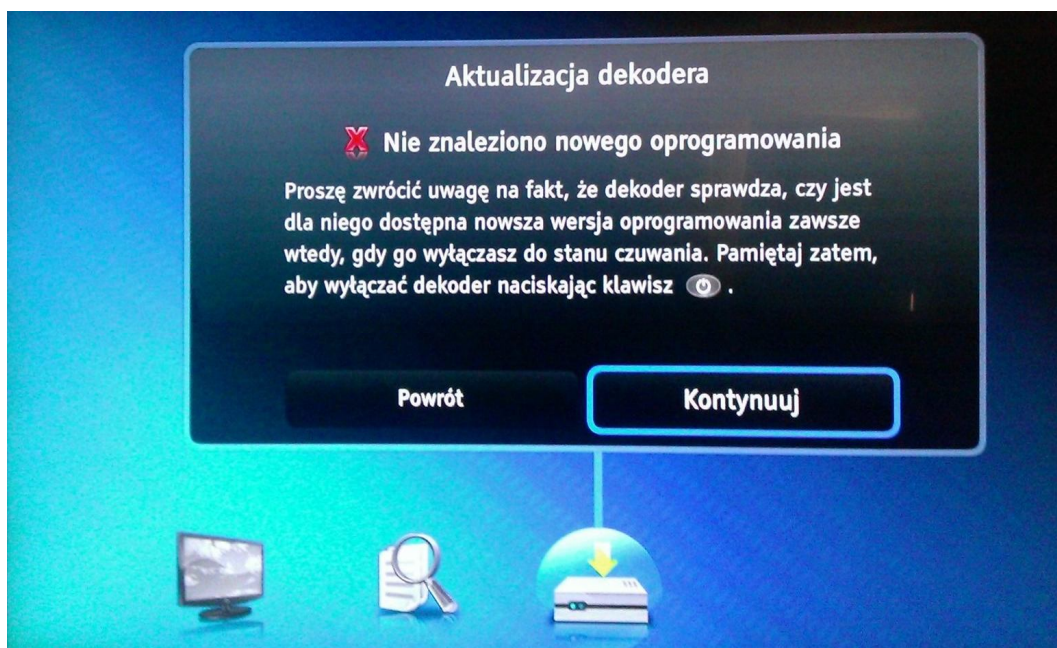 Aktualizacja dekodera
X Nie znaleziono nowego oprogramowania
Proszę zwrócić uwagę na fakt, że dekoder sprawdza, czy jest
dla niego dostępna nowsza wersja oprogramowania zawsze
wtedy, gdy go wyłączasz do stanu czuwania. Pamiętaj zatem,
aby wyłączać dekoder naciskając klawisz .
Powrót
Kontynuuj